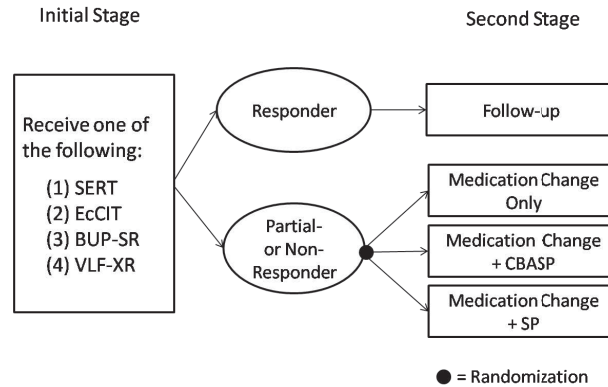 Initial Stage
Second Stage
Receive one of
the following:
(1) SERT
(2) EcCIT
(3) BUP-SR
(4) VLF-XR
Responder
Follow-up
Partial-
or Non-
Responder
Medication Change
Only
Medication Change
+ CBASP
Medication Change
+ SP
= Randomization